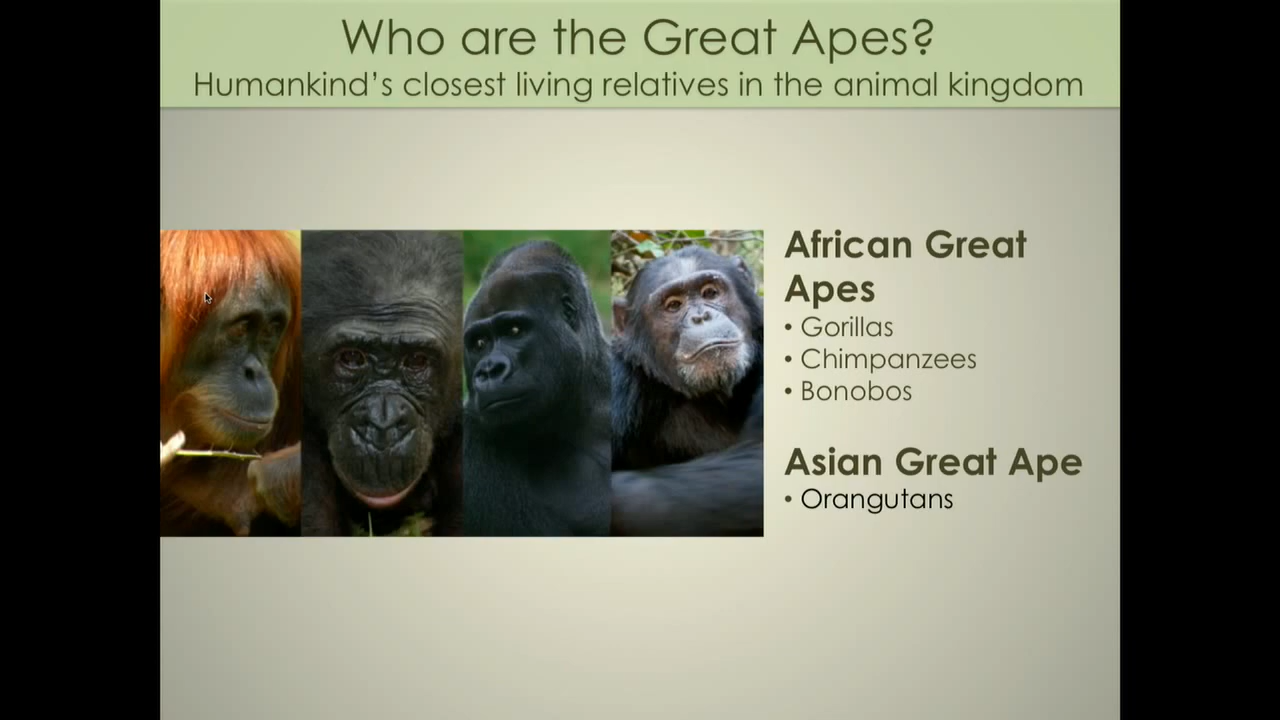 Who are the Great Apes?
Humankind's closest living relatives in the animal kingdom
African Great
Apes
• Gorillas
• Chimpanzees
• Bonobos
Asian Great Ape
• Orangutans